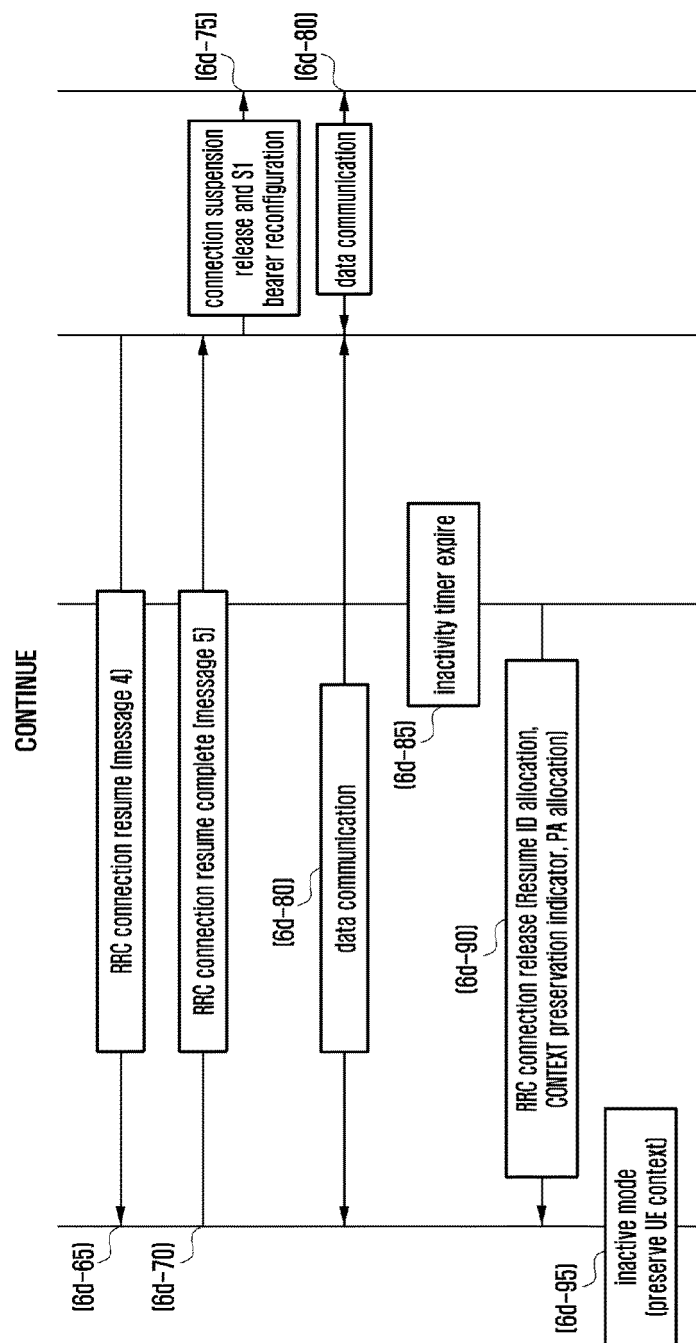 CONTINUE
(6d-65)
RRC connection resume (message 4)
(6d-70)
RRC connection resume complete (message 5)
connection suspension
release and S1
bearer reconfiguration
(6d-75)
(6d-80)
data communication
data communication
(6d-80)
(6d-85)
inactivity timer expire
(6d-90)
RRC connection release (Resume ID allocation,
CONTEXT preservation indicator, PA allocation)
(6d-95)
inactive mode
(preserve UE context)